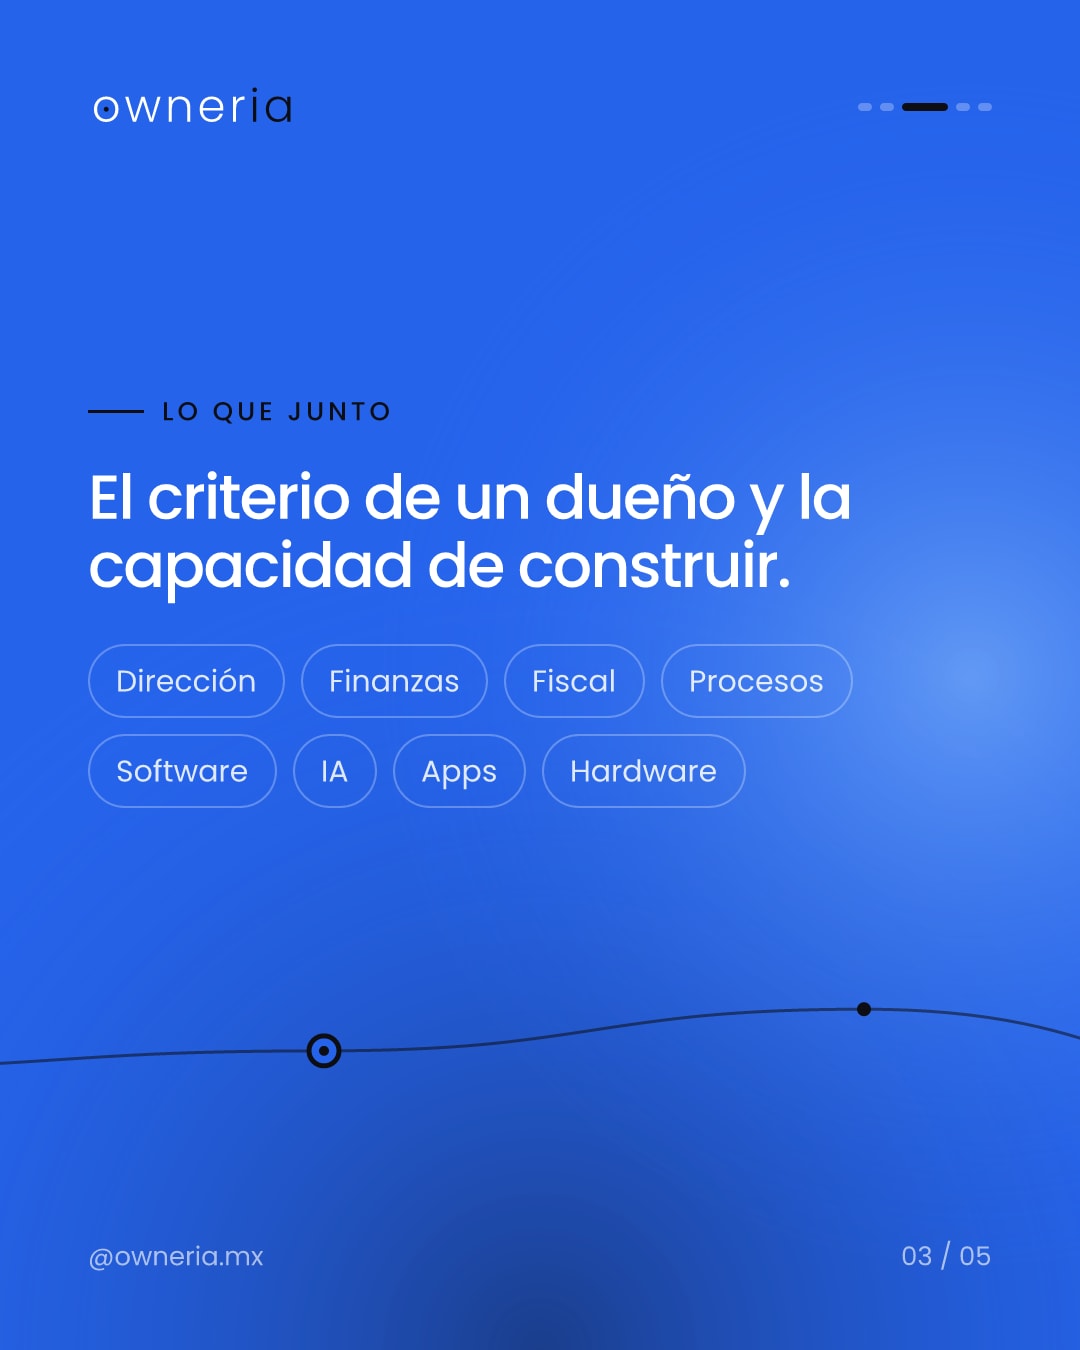 owneria
LO QUE JUNTO
El criterio de un dueño y la
capacidad de construir.
Dirección Finanzas Fiscal Procesos
Software IA Apps Hardware
@owneria.mx 03 / 05